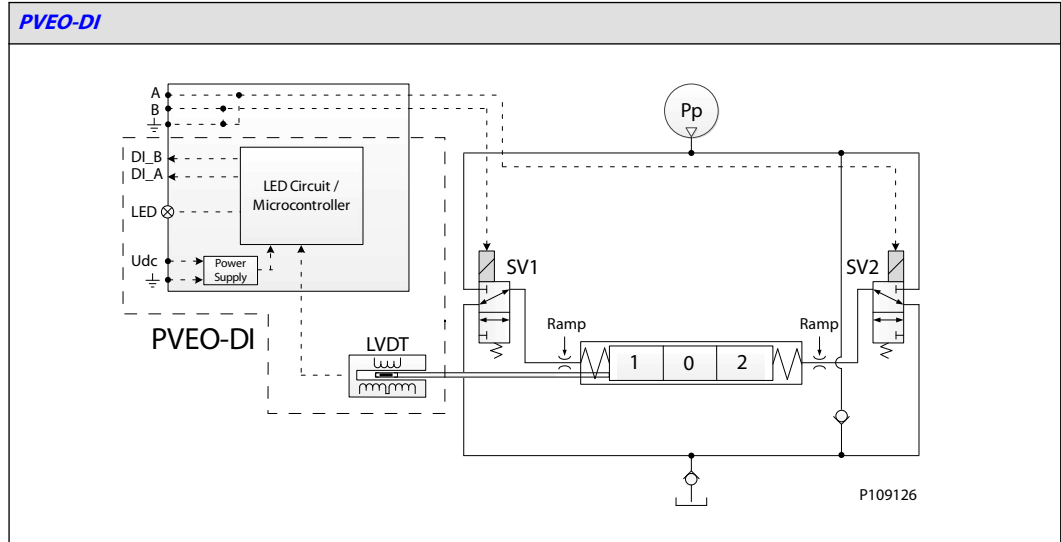 PVEO-DI
A
B
DI_B
DI_A
LED
LED Circuit /
Microcontroller
Udc
Power
Supply
PVEO-DI
LVDT
Pp
SV1
SV2
Ramp
Ramp
1 0 2
P109126